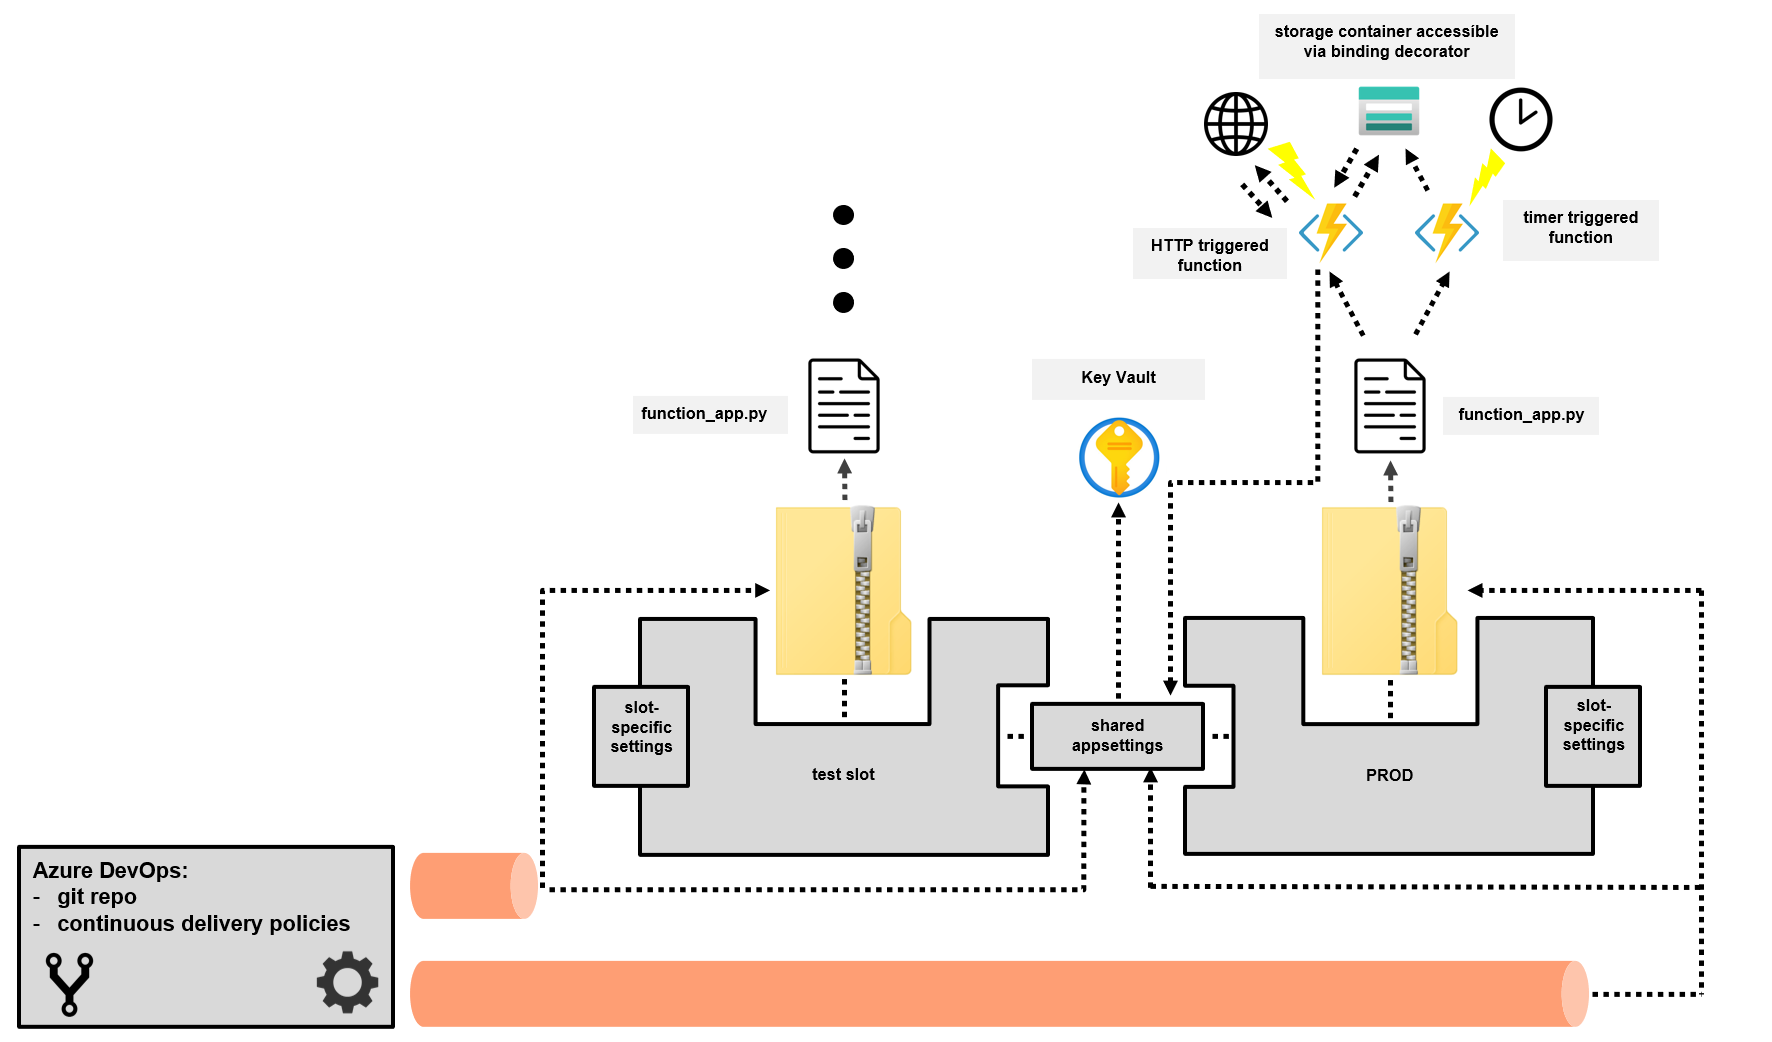 storage container accessible
via binding decorator
HTTP triggered
function
timer triggered
function
Key Vault
function_app.py
function_app.py
slot-
specific
settings
test slot
shared
appsettings
PROD
slot-
specific
settings
Azure DevOps:
- git repo
- continuous delivery policies